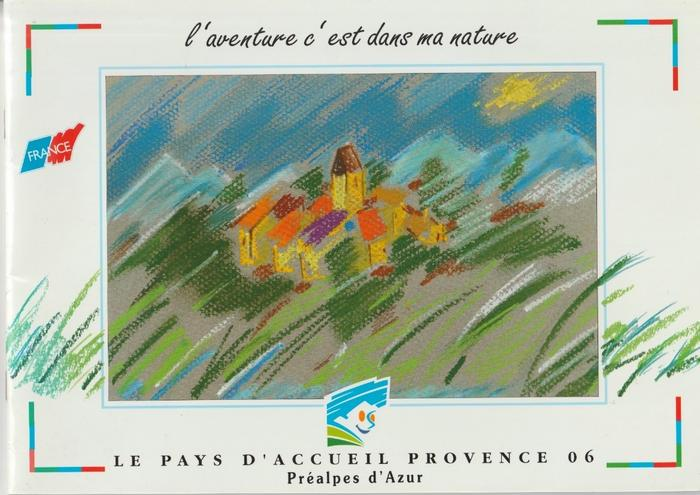 l'aventure c'est dans ma nature
FRANCE
LE PAYS D'ACCUEIL PROVENCE 06
Préalpes d'Azur